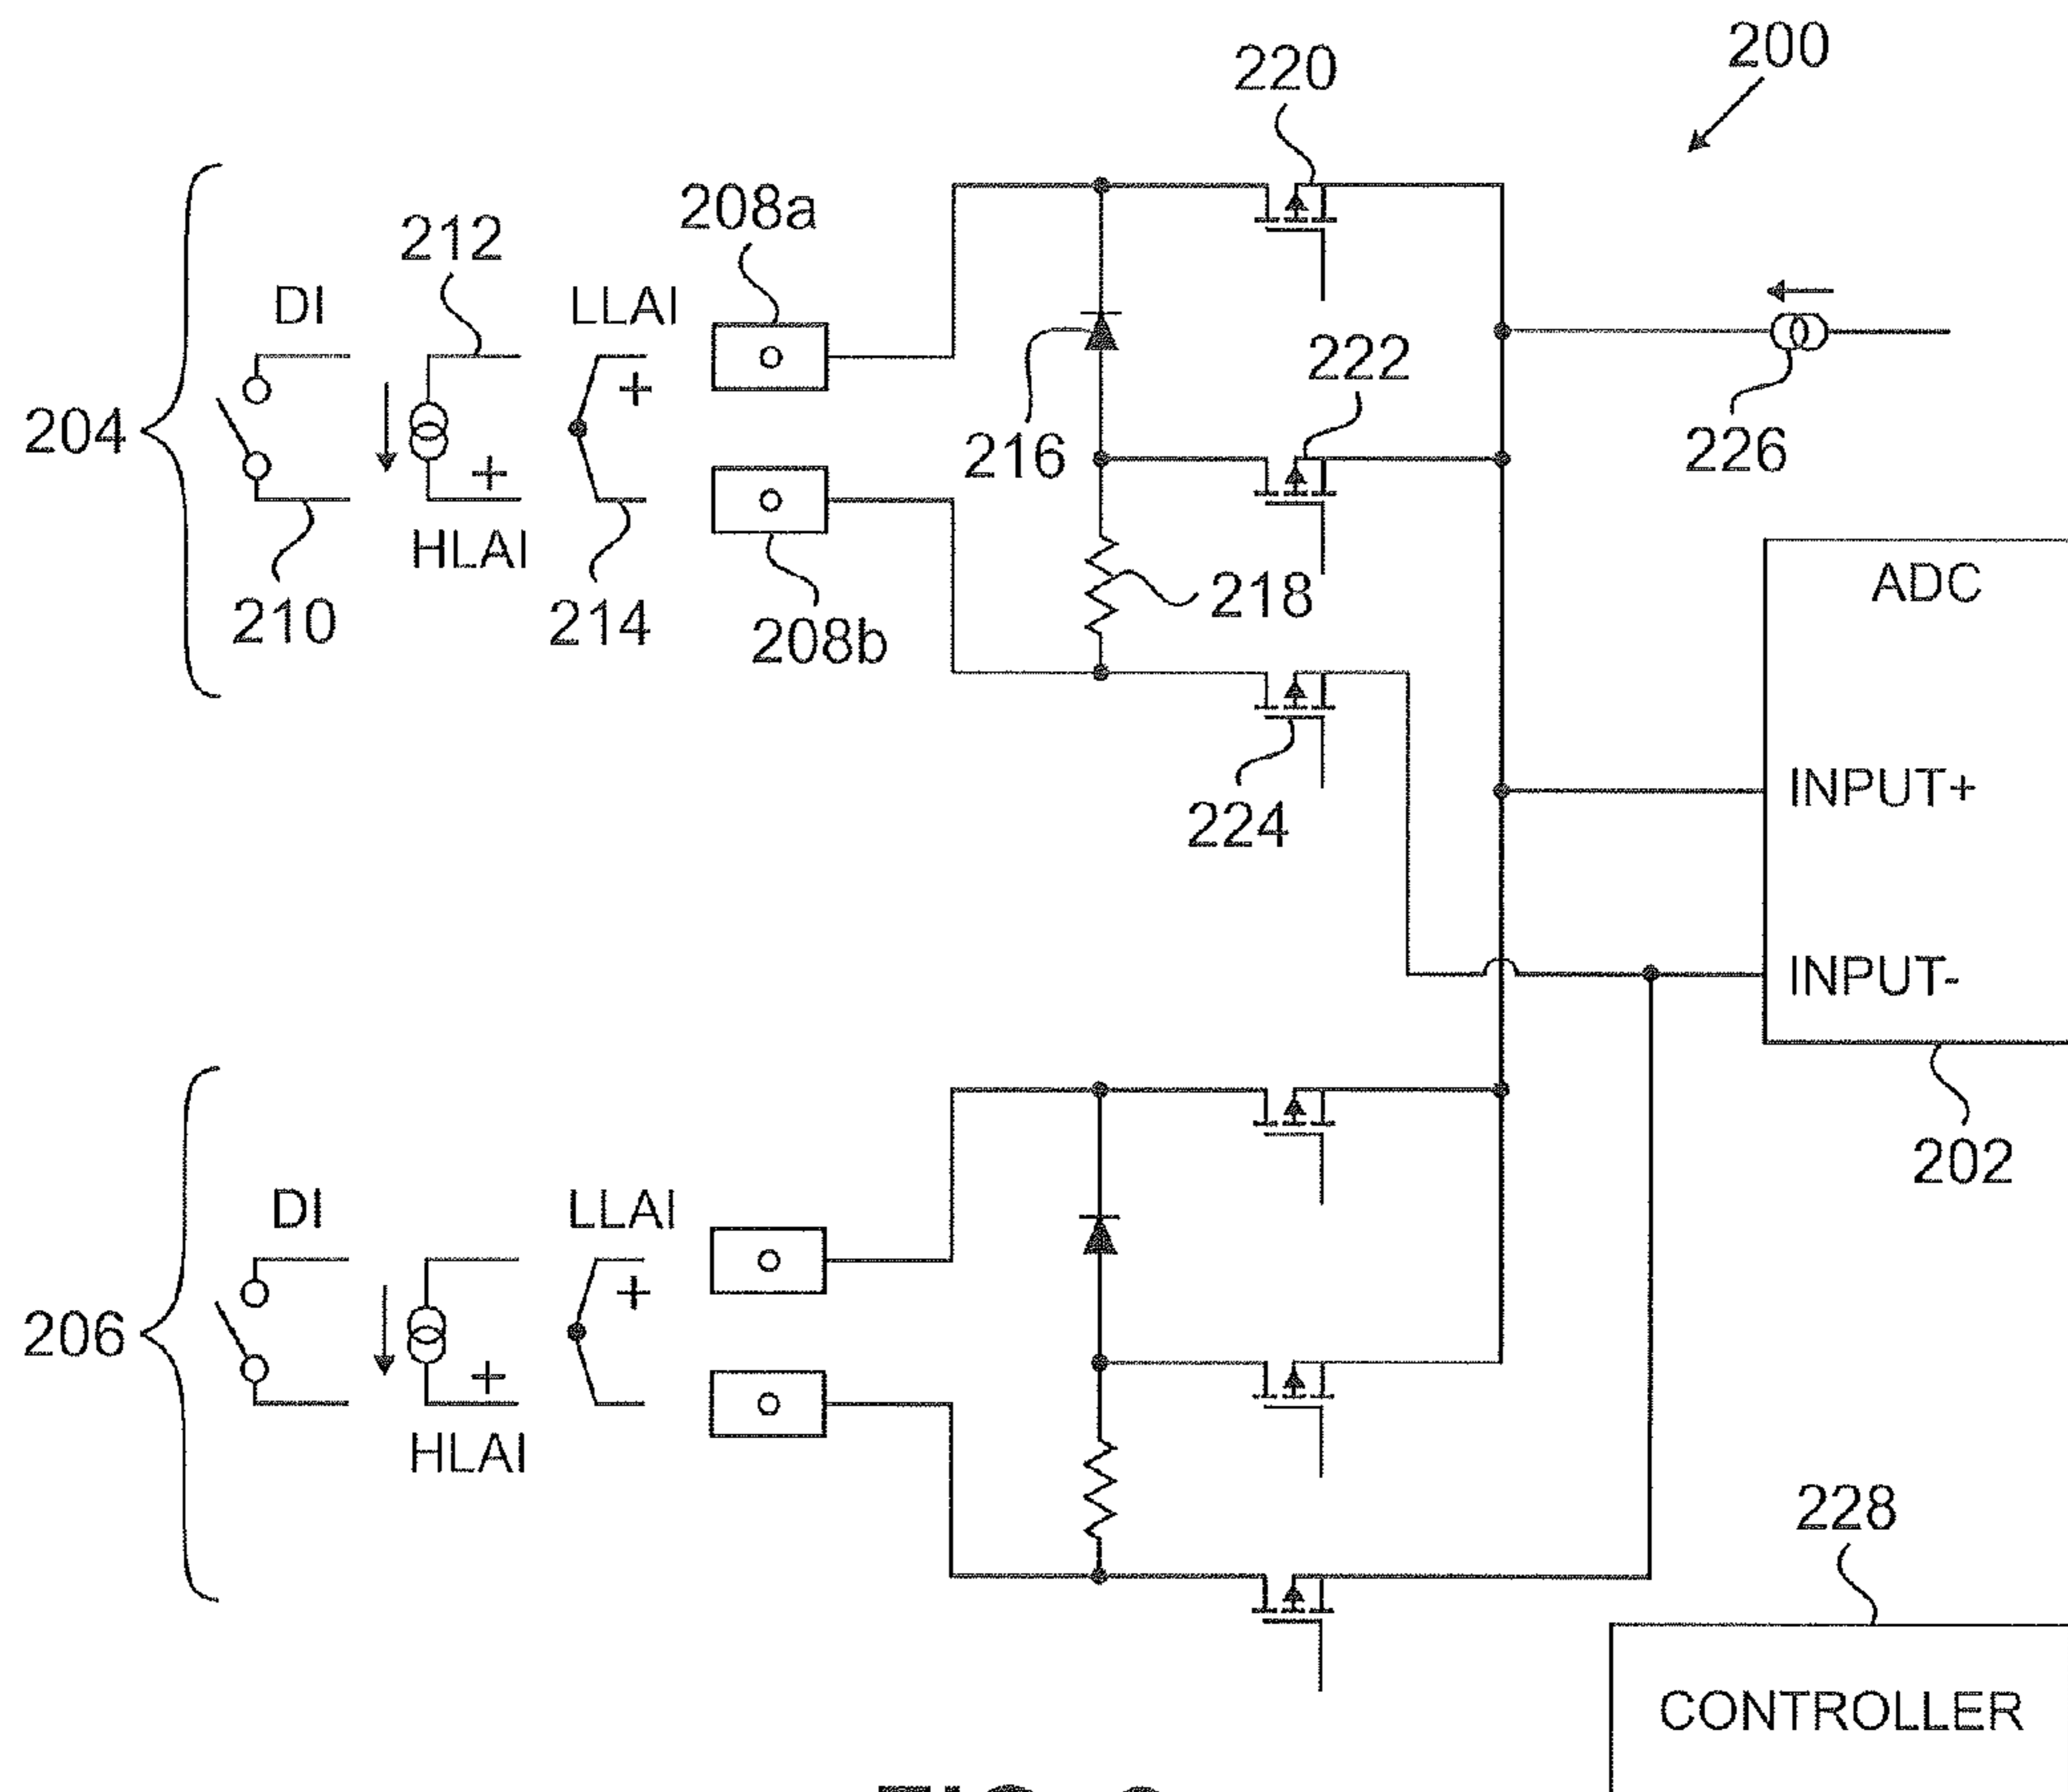 200
220
208a
212
DI
LLAI
+
222
204
216
226
+
HLAI
ADC
210
214
208b
218
INPUT+
224
INPUT-
202
DI
LLAI
+
206
+
HLAI
228
CONTROLLER